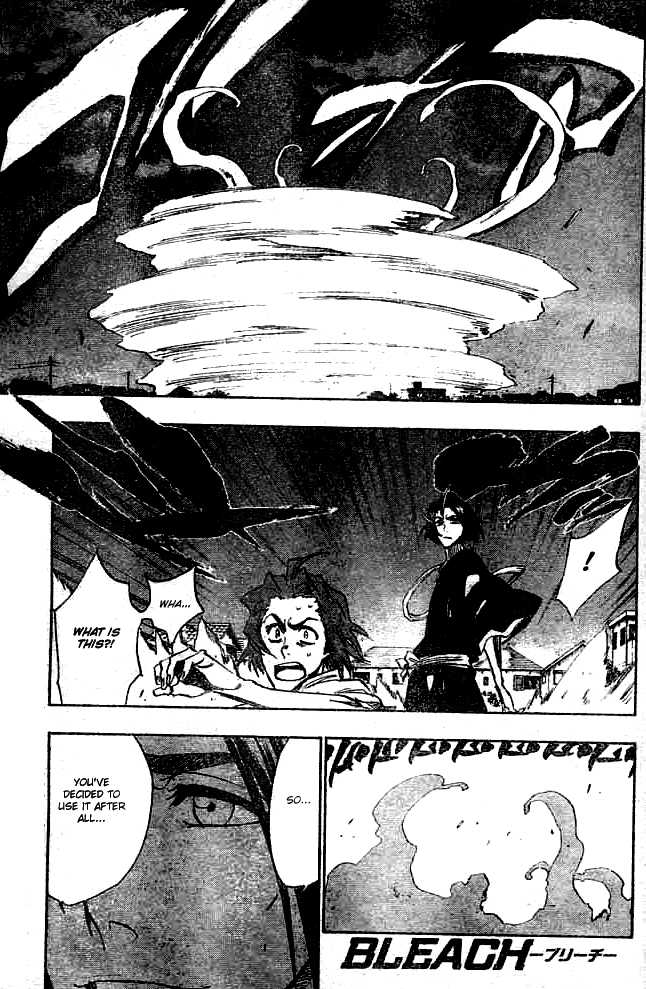 !
WHA...
WHAT IS
THIS?!
SO...
YOU'VE
DECIDED TO
USE IT AFTER
ALL...
BLEACH—ブリーチ—